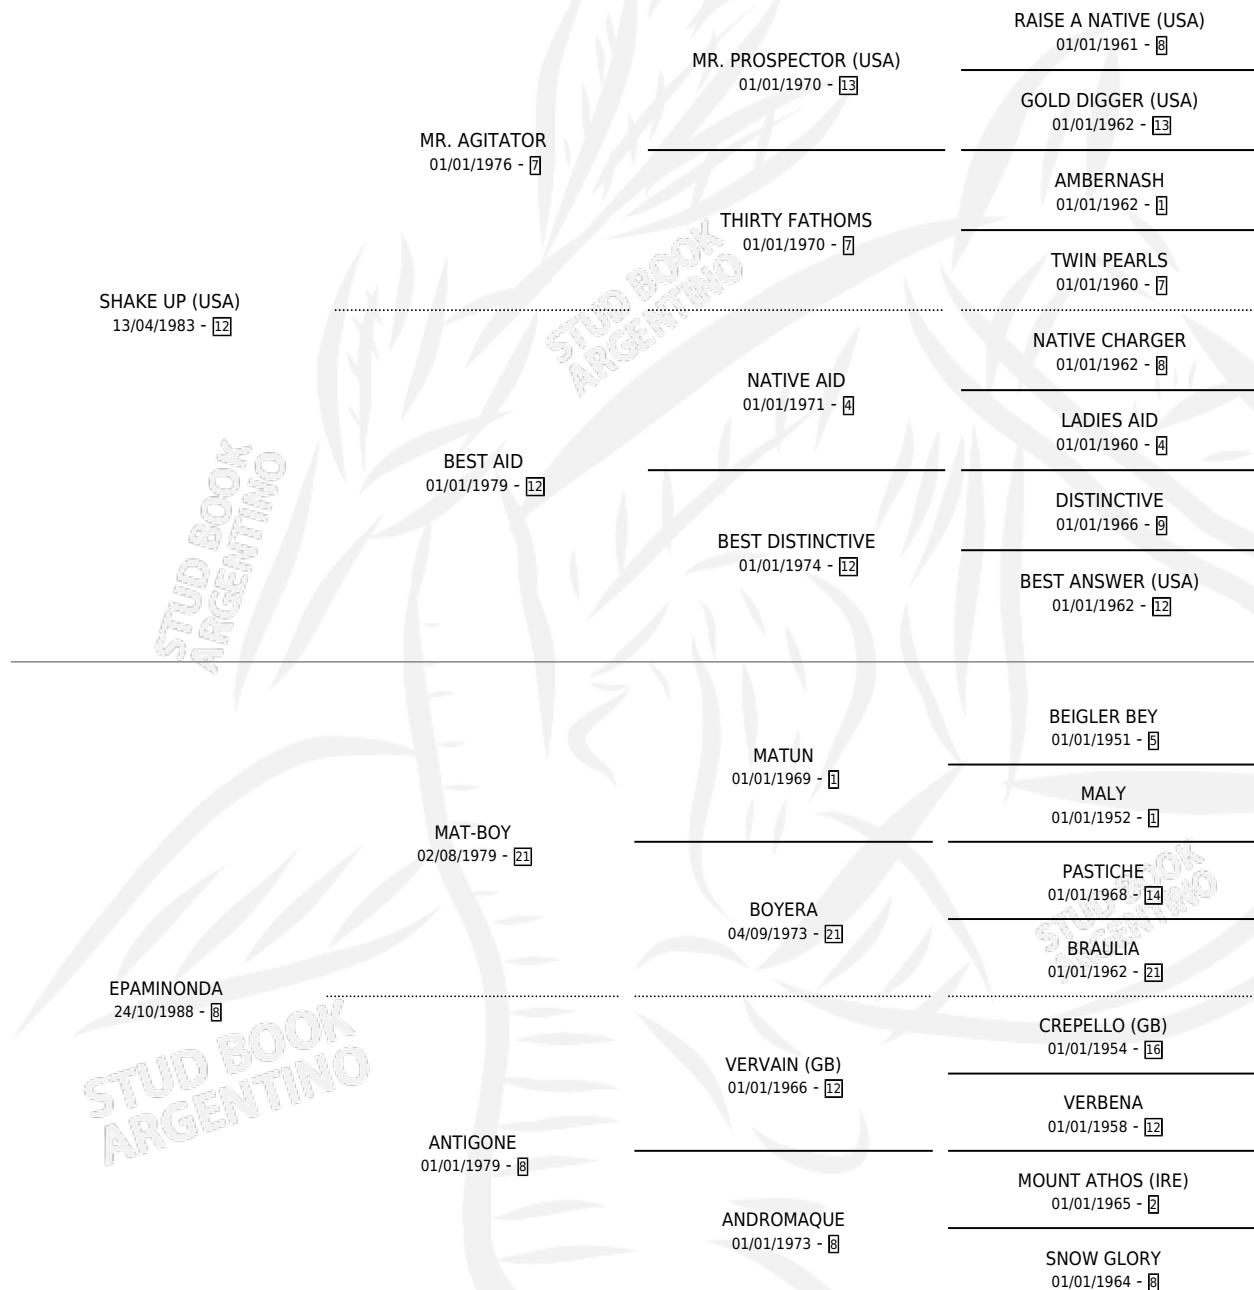 RAISE A NATIVE (USA)
01/01/1961 - 8
MR. PROSPECTOR (USA)
01/01/1970 - 13
GOLD DIGGER (USA)
01/01/1962 - 13
MR. AGITATOR
01/01/1976 - 7
AMBERNASH
01/01/1962 - 1
THIRTY FATHOMS
01/01/1970 - 7
TWIN PEARLS
01/01/1960 - 7
SHAKE UP (USA)
13/04/1983 - 12
STUD BOOK
ARGENTINO
NATIVE CHARGER
01/01/1962 - 8
NATIVE AID
01/01/1971 - 4
LADIES AID
01/01/1960 - 4
BEST AID
01/01/1979 - 12
DISTINCTIVE
01/01/1966 - 9
BEST DISTINCTIVE
01/01/1974 - 12
BEST ANSWER (USA)
01/01/1962 - 12
STUD BOOK
ARGENTINO
BEIGLER BEY
01/01/1951 - 5
MATUN
01/01/1969 - 1
MALY
01/01/1952 - 1
MAT-BOY
02/08/1979 - 21
PASTICHE
01/01/1968 - 14
BOYERA
04/09/1973 - 21
BRAULIA
01/01/1962 - 21
STUD BOOK
ARGENTINO
EPAMINONDA
24/10/1988 - 8
CREPELLO (GB)
01/01/1954 - 16
VERVAIN (GB)
01/01/1966 - 12
VERBENA
01/01/1958 - 12
STUD BOOK
ARGENTINO
ANTIGONE
01/01/1979 - 8
MOUNT ATHOS (IRE)
01/01/1965 - 2
ANDROMAQUE
01/01/1973 - 8
SNOW GLORY
01/01/1964 - 8